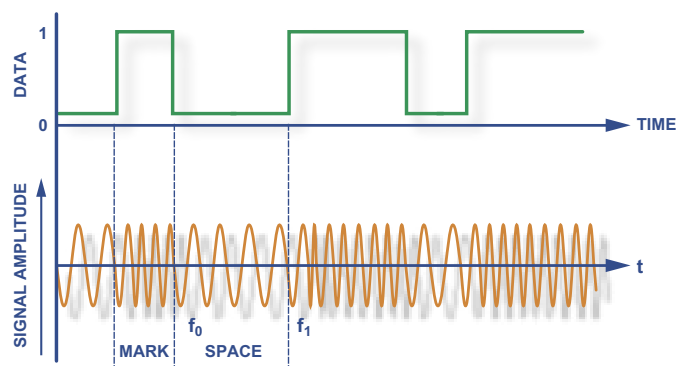 DATA
1
0
TIME
SIGNAL AMPLITUDE
t
f0
f1
MARK
SPACE